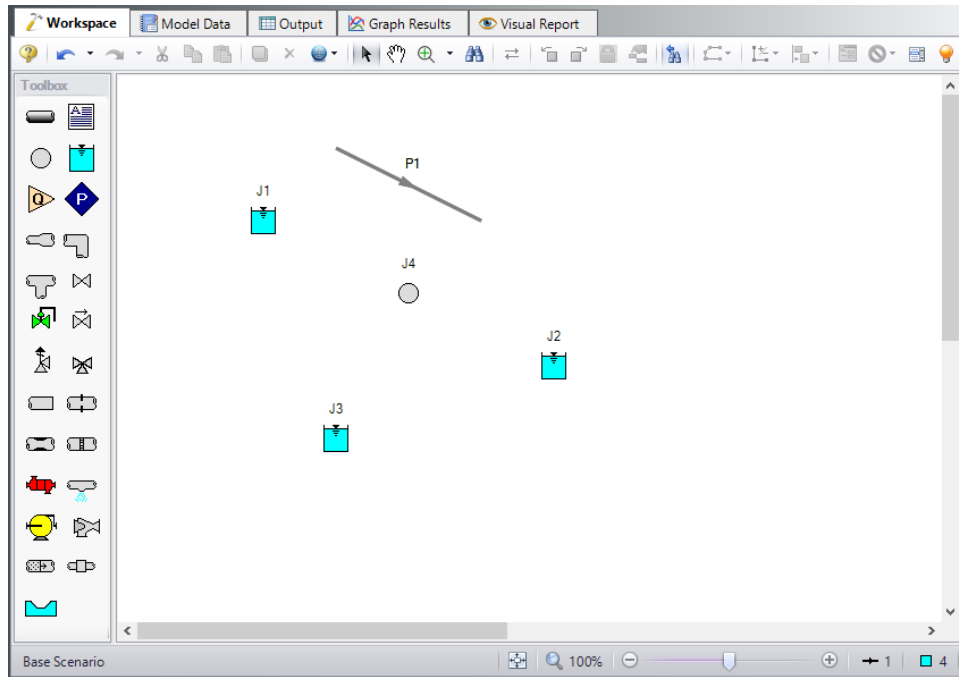 Workspace Model Data Output Graph Results Visual Report
Toolbox
A
Q P
P1
J1
J4
J2
J3
Base Scenario 100% 1 4